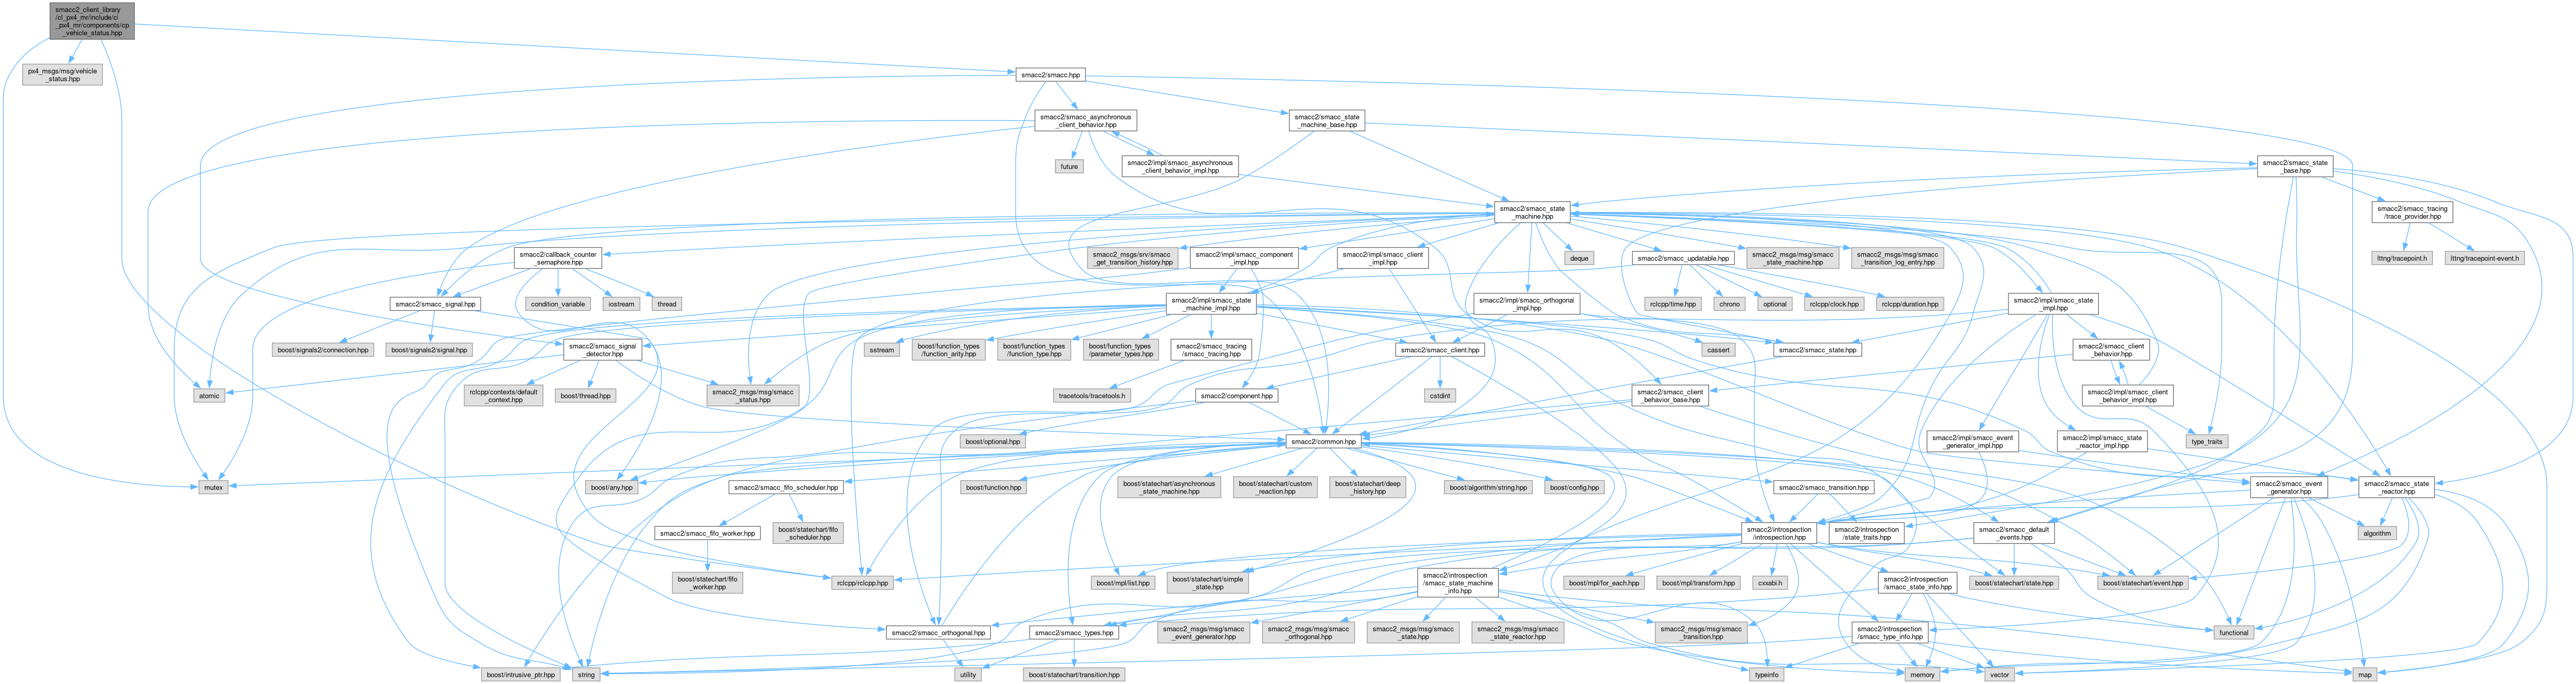 smacc2_client_library
/cl_px4_mr/include/cl
_px4_mr/components/cp
_vehicle_status.hpp
px4_msgs/msg/vehicle
_status.hpp
smacc2/smacc.hpp
smacc2/smacc_asynchronous
_client_behavior.hpp
smacc2/smacc_state
_machine_base.hpp
future
smacc2/impl/smacc_asynchronous
_client_behavior_impl.hpp
smacc2/smacc_state
_base.hpp
smacc2/smacc_state
_machine.hpp
smacc2/smacc_tracing
/trace_provider.hpp
smacc2/callback_counter
_semaphore.hpp
smacc2_msgs/srv/smacc
_get_transition_history.hpp
smacc2/impl/smacc_component
_impl.hpp
smacc2/impl/smacc_client
_impl.hpp
deque
smacc2/smacc_updatable.hpp
smacc2_msgs/msg/smacc
_state_machine.hpp
smacc2_msgs/msg/smacc
_transition_log_entry.hpp
lttng/tracepoint.h
lttng/tracepoint-event.h
smacc2/smacc_signal.hpp
condition_variable
iostream
thread
smacc2/impl/smacc_state
_machine_impl.hpp
smacc2/impl/smacc_orthogonal
_impl.hpp
rclcpp/time.hpp
chrono
optional
rclcpp/clock.hpp
rclcpp/duration.hpp
smacc2/impl/smacc_state
_impl.hpp
boost/signals2/connection.hpp
boost/signals2/signal.hpp
smacc2/smacc_signal
_detector.hpp
sstream
boost/function_types
/function_arity.hpp
boost/function_types
/function_type.hpp
boost/function_types
/parameter_types.hpp
smacc2/smacc_tracing
/smacc_tracing.hpp
smacc2/smacc_client.hpp
cassert
smacc2/smacc_state.hpp
smacc2/smacc_client
_behavior.hpp
atomic
rclcpp/contexts/default
_context.hpp
boost/thread.hpp
smacc2_msgs/msg/smacc
_status.hpp
tracetools/tracetools.h
smacc2/component.hpp
cstdint
smacc2/smacc_client
_behavior_base.hpp
smacc2/impl/smacc_client
_behavior_impl.hpp
boost/optional.hpp
smacc2/common.hpp
smacc2/impl/smacc_event
_generator_impl.hpp
smacc2/impl/smacc_state
_reactor_impl.hpp
type_traits
mutex
boost/any.hpp
smacc2/smacc_fifo_scheduler.hpp
boost/function.hpp
boost/statechart/asynchronous
_state_machine.hpp
boost/statechart/custom
_reaction.hpp
boost/statechart/deep
_history.hpp
boost/algorithm/string.hpp
boost/config.hpp
smacc2/smacc_transition.hpp
smacc2/smacc_event
_generator.hpp
smacc2/smacc_state
_reactor.hpp
smacc2/smacc_fifo_worker.hpp
boost/statechart/fifo
_scheduler.hpp
smacc2/introspection
/introspection.hpp
smacc2/introspection
/state_traits.hpp
smacc2/smacc_default
_events.hpp
algorithm
boost/statechart/fifo
_worker.hpp
rclcpp/rclcpp.hpp
boost/mpl/list.hpp
boost/statechart/simple
_state.hpp
smacc2/introspection
/smacc_state_machine
_info.hpp
boost/mpl/for_each.hpp
boost/mpl/transform.hpp
cxxabi.h
smacc2/introspection
/smacc_state_info.hpp
boost/statechart/state.hpp
boost/statechart/event.hpp
smacc2/smacc_orthogonal.hpp
smacc2/smacc_types.hpp
smacc2_msgs/msg/smacc
_event_generator.hpp
smacc2_msgs/msg/smacc
_orthogonal.hpp
smacc2_msgs/msg/smacc
_state.hpp
smacc2_msgs/msg/smacc
_state_reactor.hpp
smacc2_msgs/msg/smacc
_transition.hpp
smacc2/introspection
/smacc_type_info.hpp
functional
boost/intrusive_ptr.hpp
string
utility
boost/statechart/transition.hpp
typeinfo
memory
vector
map